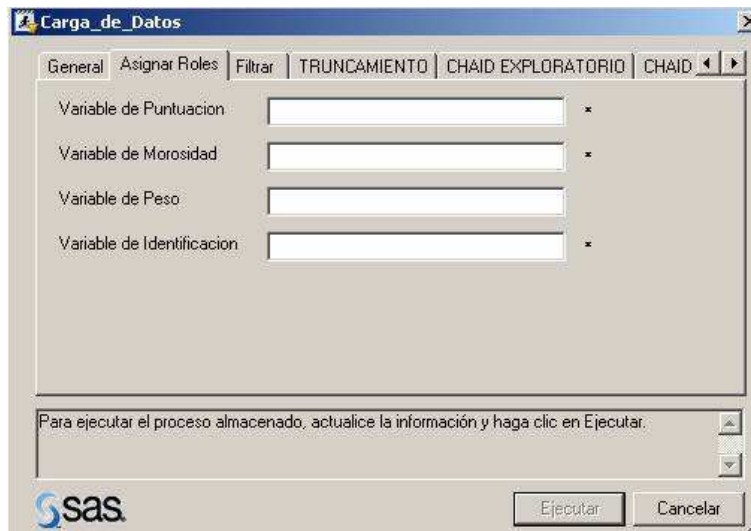 Carga_de_Datos
General Asignar Roles Filtrar TRUNCAMIENTO CHAID EXPLORATORIO CHAID
Variable de Puntuacion *
Variable de Morosidad *
Variable de Peso
Variable de Identificacion *
Para ejecutar el proceso almacenado, actualice la información y haga clic en Ejecutar.
sas. Ejecutar Cancelar